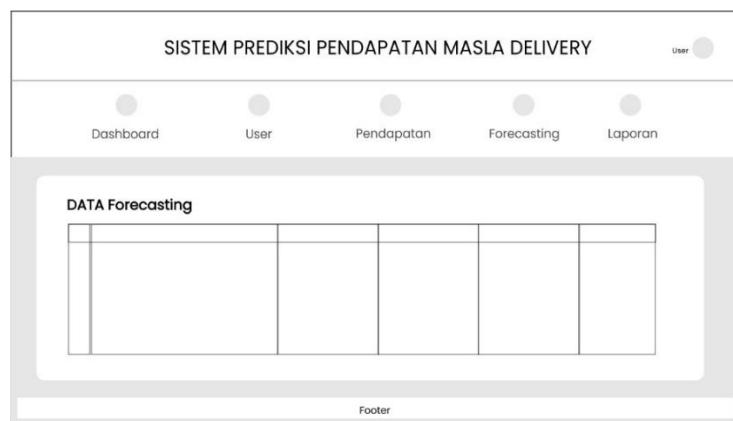 SISTEM PREDIKSI PENDAPATAN MASLA DELIVERY
User
Dashboard User Pendapatan Forecasting Laporan
DATA Forecasting
Footer